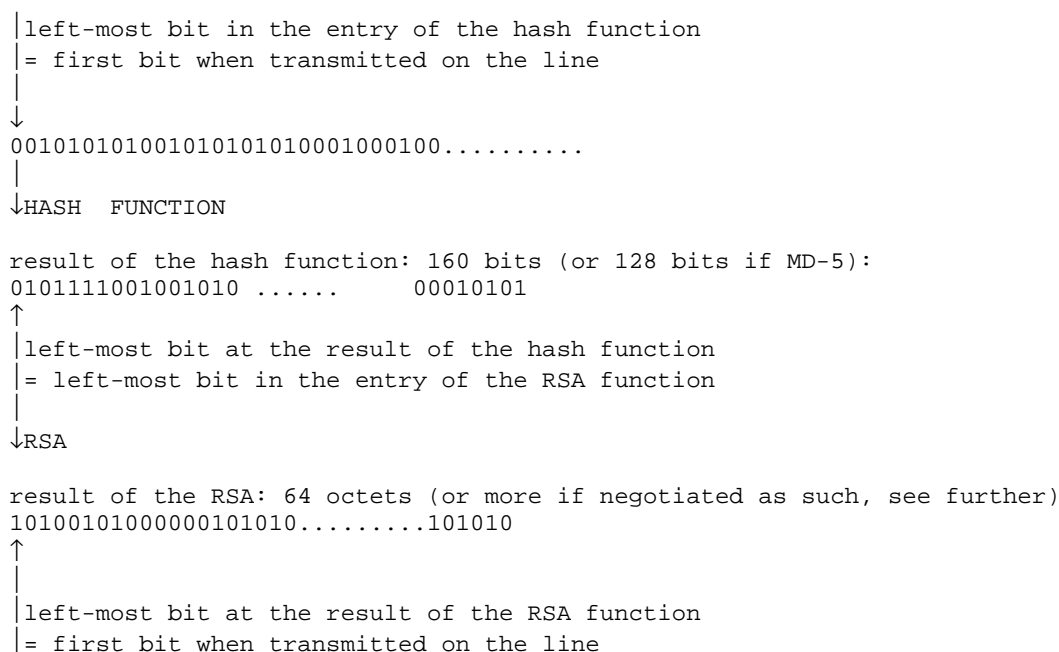 |left-most bit in the entry of the hash function
|= first bit when transmitted on the line
|
↓
0010101010010101010101000100010 0..........
|
↓HASH  FUNCTION
result of the hash function: 160 bits (or 128 bits if MD-5):
0101111001001010 ......     00010101
↑
|left-most bit at the result of the hash function
|= left-most bit in the entry of the RSA function
|
↓RSA
result of the RSA: 64 octets (or more if negotiated as such, see further)
10100101000000101010.........101010
↑
|
|left-most bit at the result of the RSA function
|= first bit when transmitted on the line